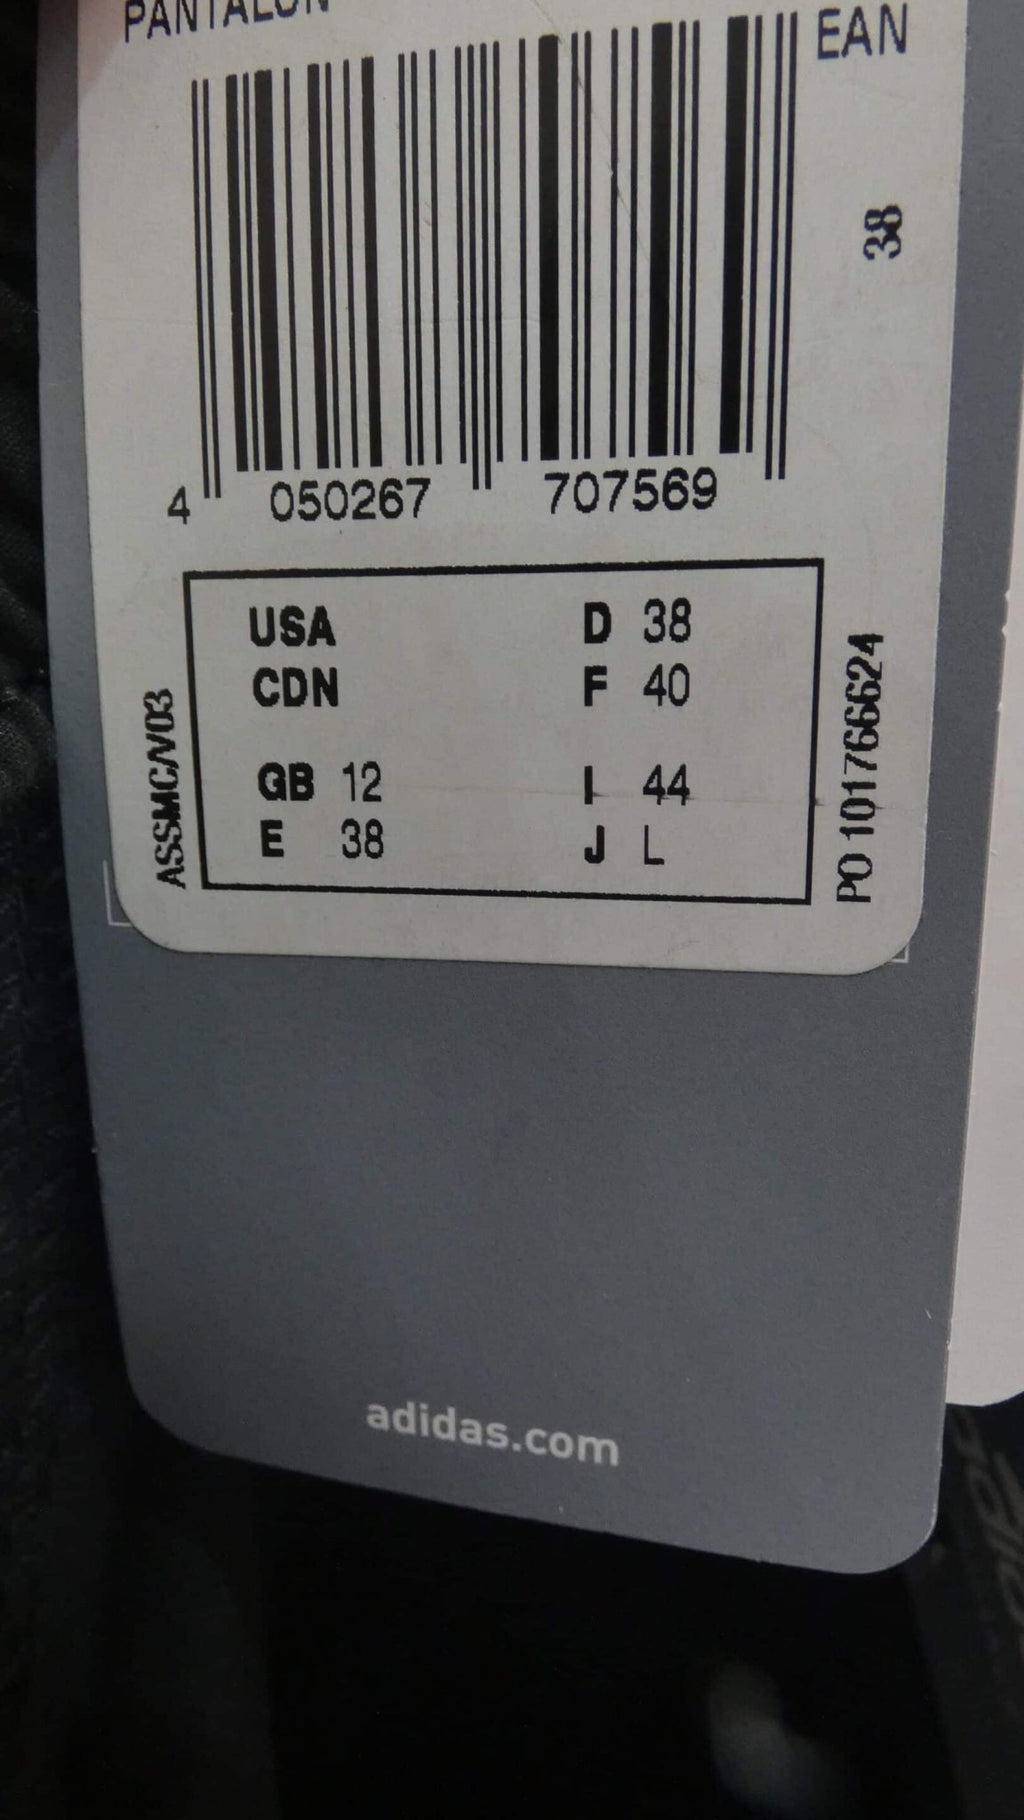 PANTALON
EAN
38
4 050267 707569
USA
CDN
GB 12
E 38
D 38
F 40
I 44
J L
ASSMC/V03
PO 101766624
adidas.com